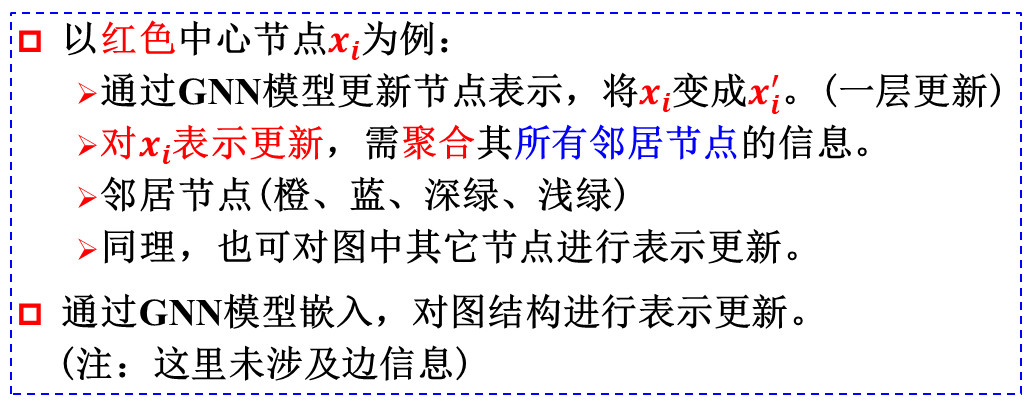 以红色中心节点xᵢ为例：
通过GNN模型更新节点表示，将xᵢ变成xᵢ′。(一层更新)
对xᵢ表示更新，需聚合其所有邻居节点的信息。
邻居节点(橙、蓝、深绿、浅绿)
同理，也可对图中其它节点进行表示更新。
通过GNN模型嵌入，对图结构进行表示更新。
(注：这里未涉及边信息)